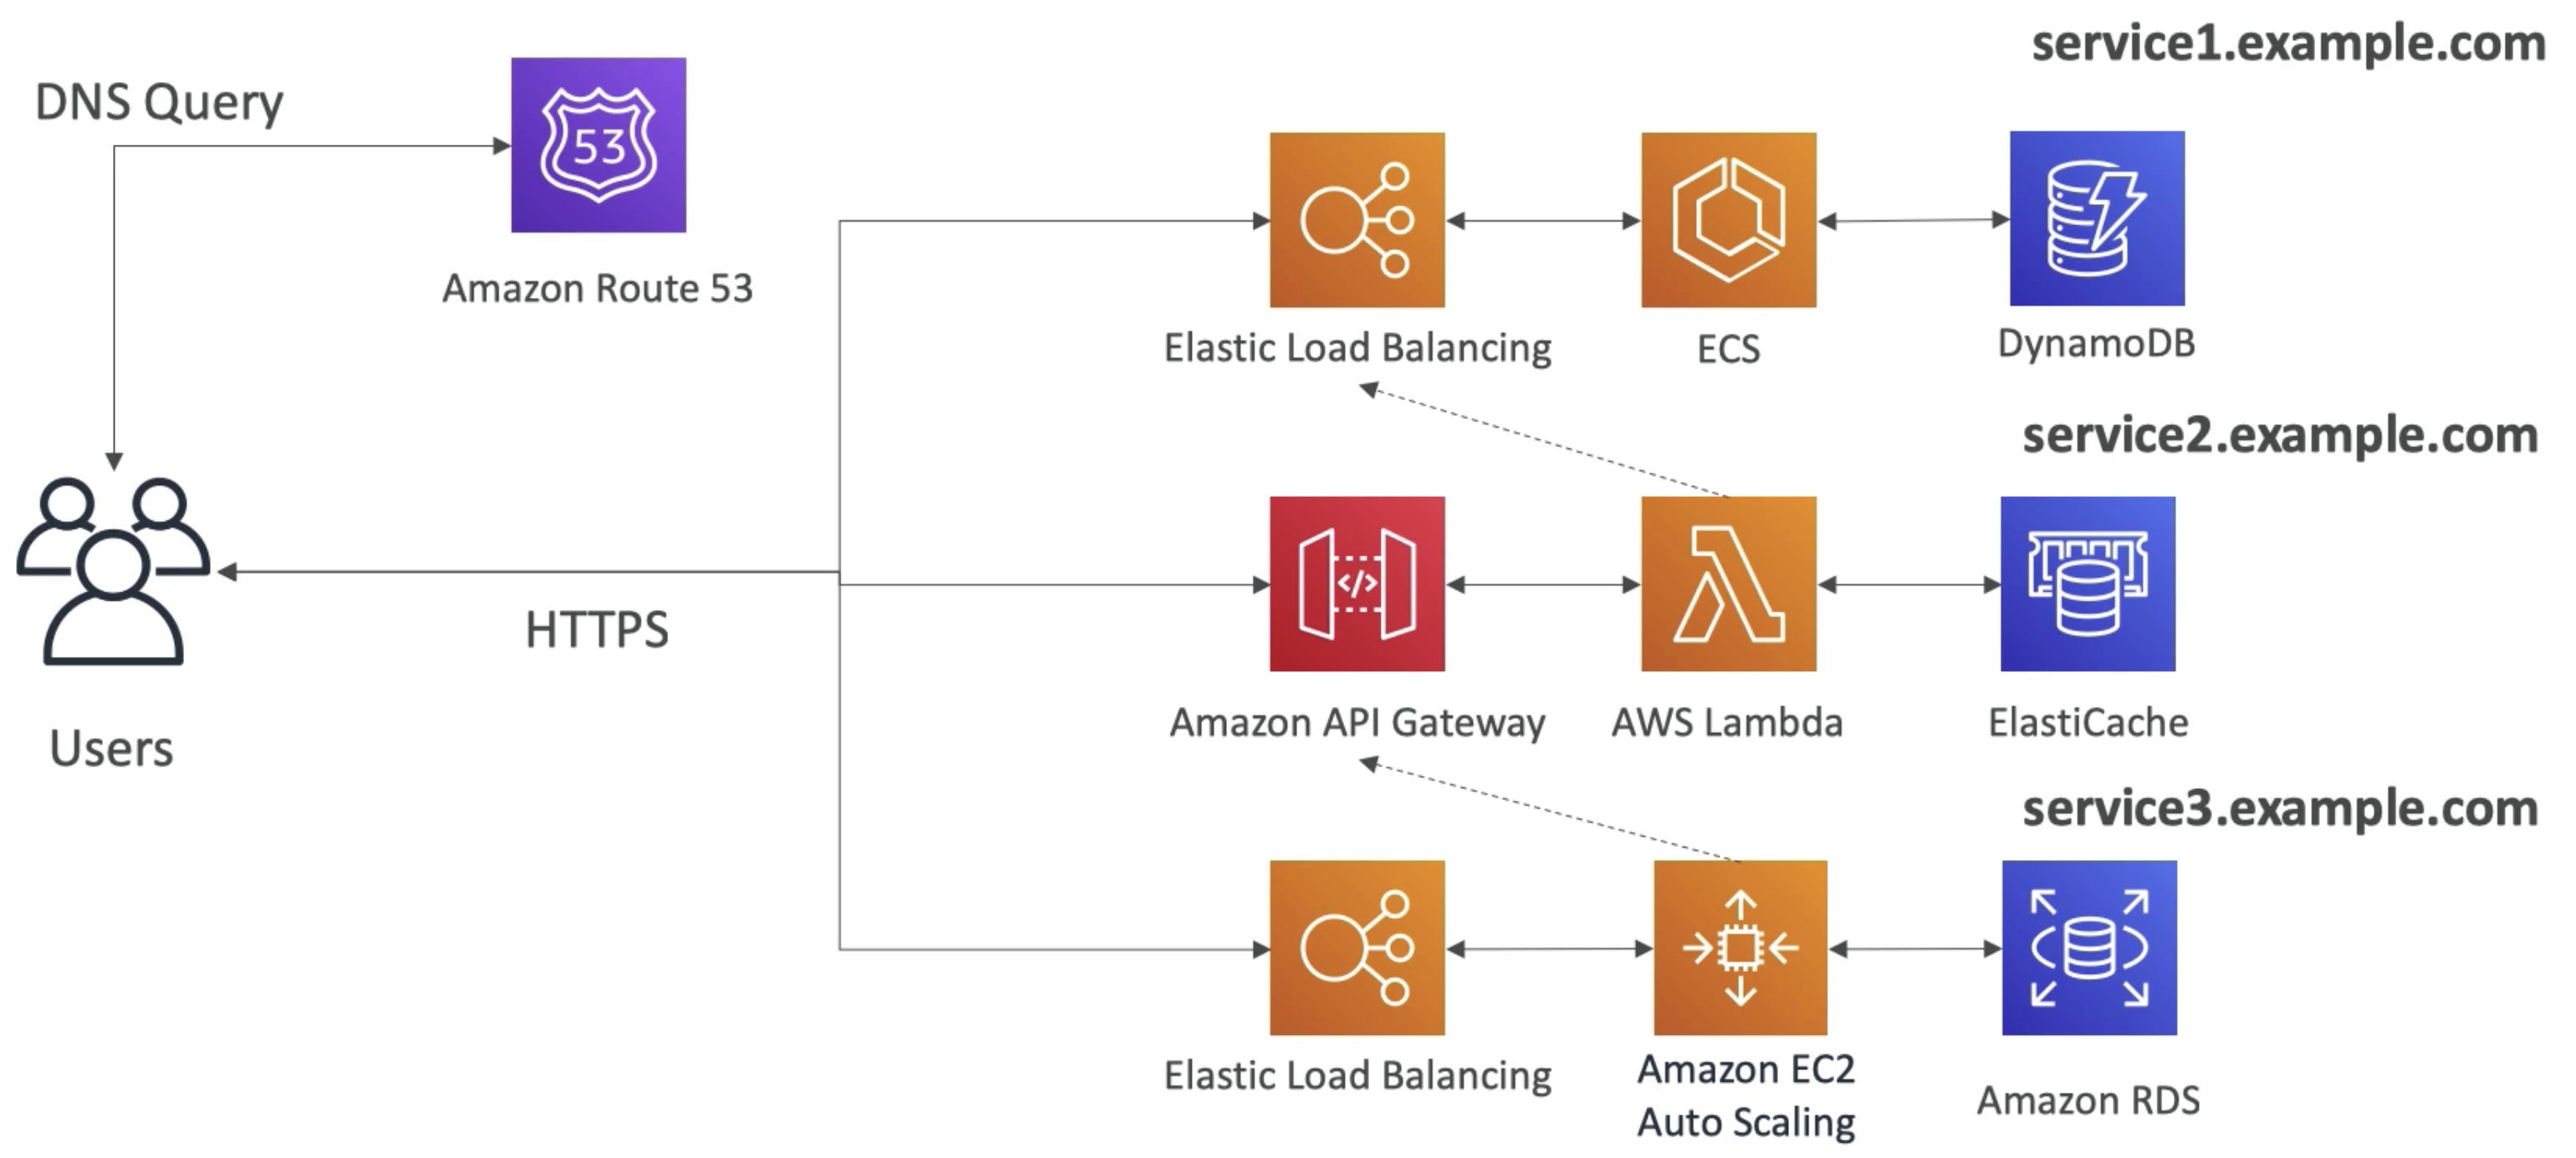 service1.example.com
DNS Query
53
Amazon Route 53
Elastic Load Balancing
ECS
DynamoDB
service2.example.com
</>
HTTPS
Users
Amazon API Gateway
AWS Lambda
ElastiCache
service3.example.com
Elastic Load Balancing
Amazon EC2
Auto Scaling
Amazon RDS